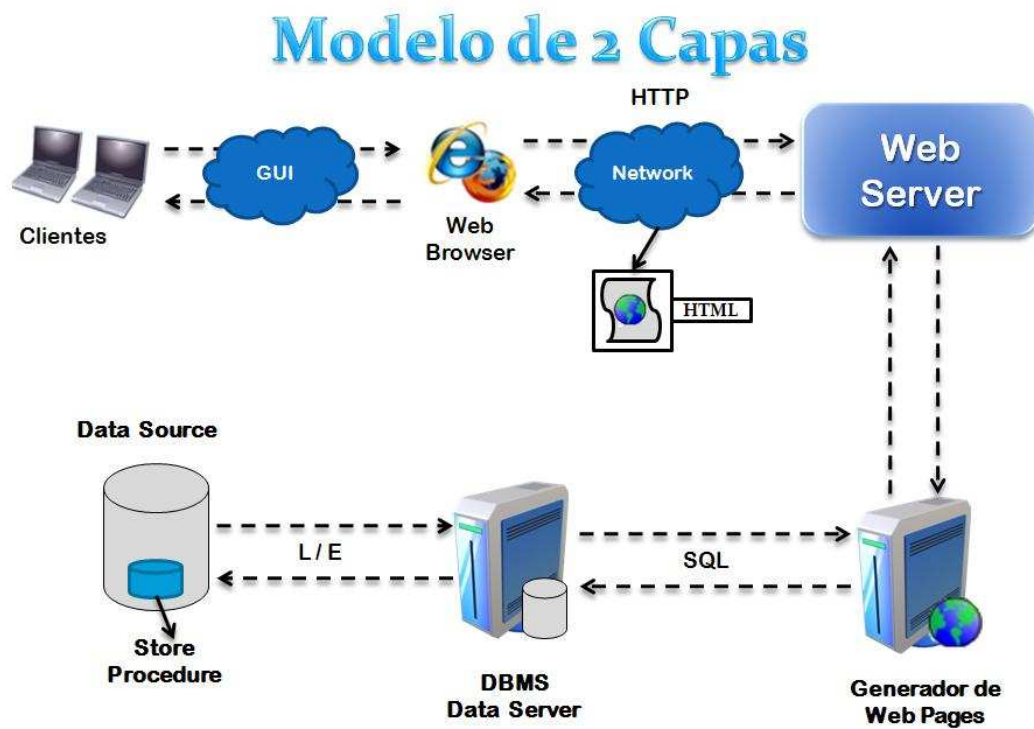 Modelo de 2 Capas
HTTP
GUI
Network
Web
Server
Clientes
Web
Browser
HTML
Data Source
L / E
SQL
Store
Procedure
DBMS
Data Server
Generador de
Web Pages